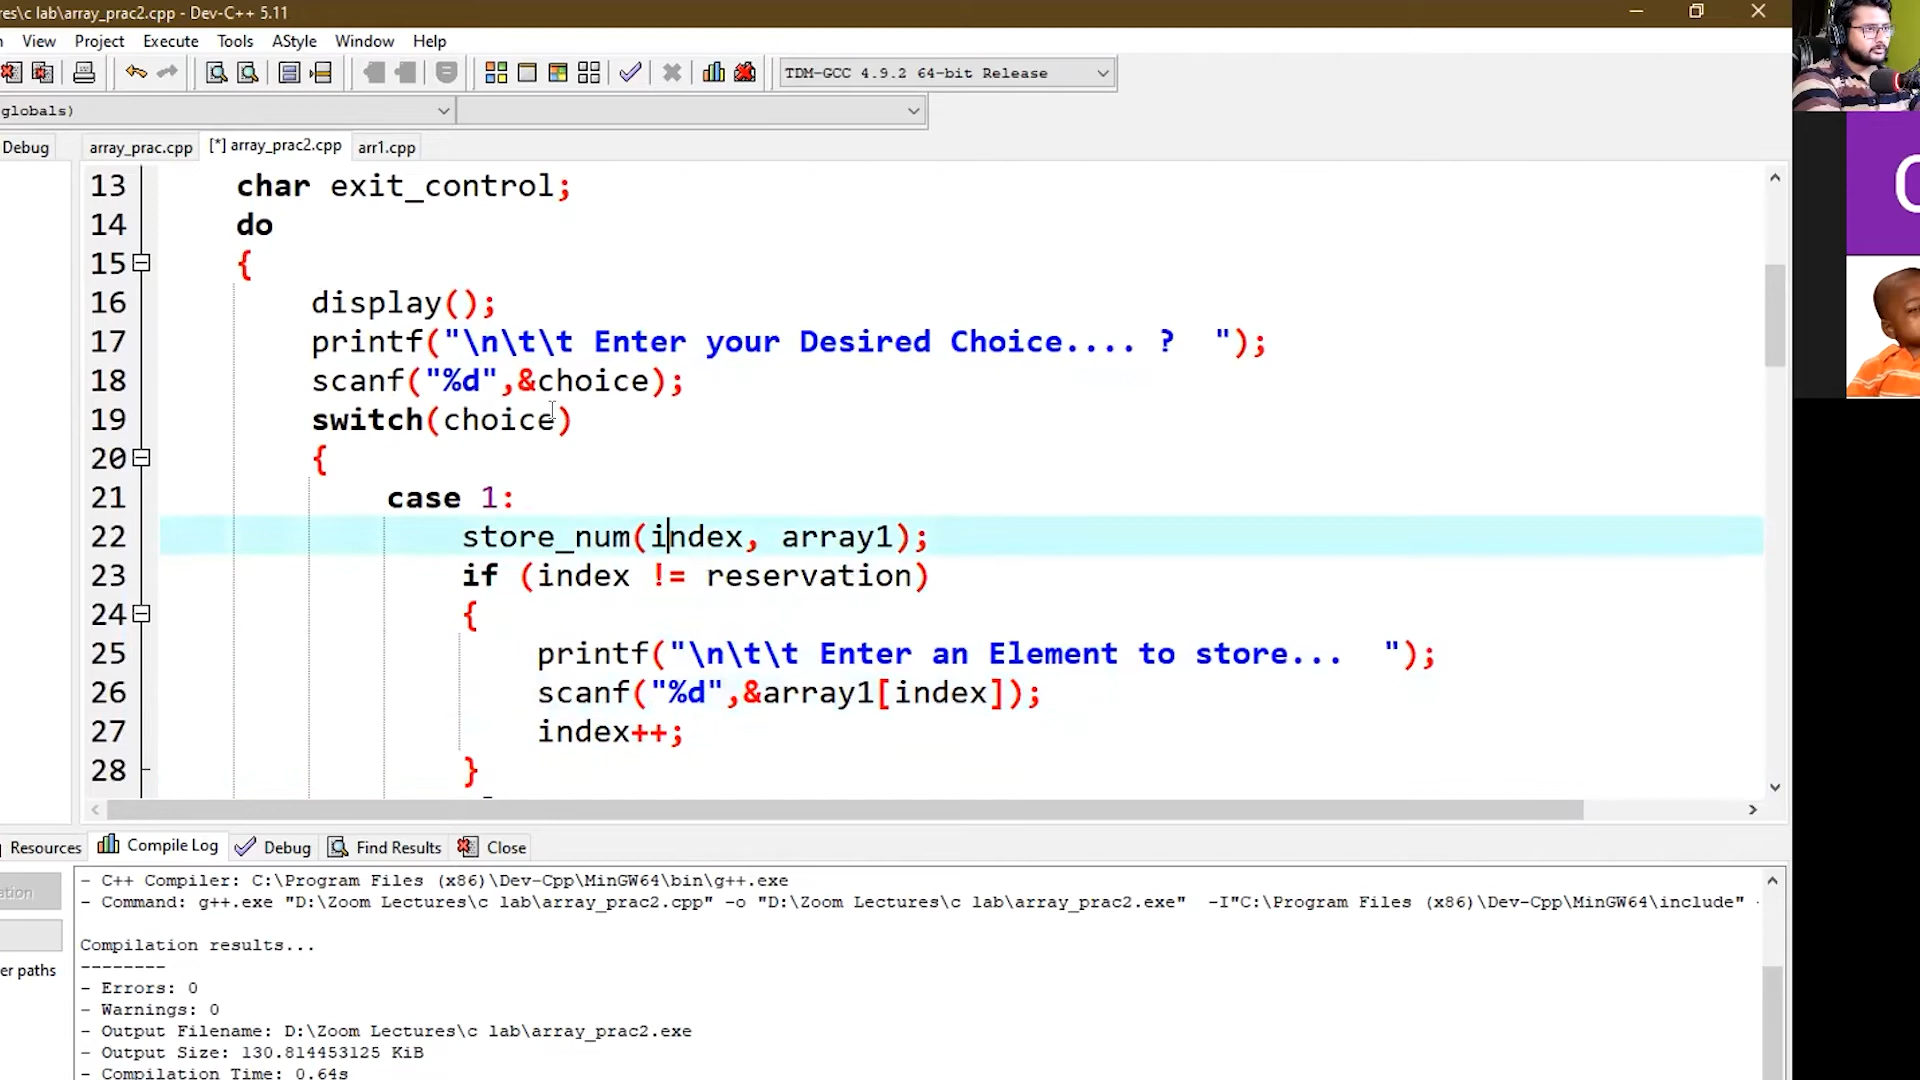 es\c lab\array_prac2.cpp - Dev-C++ 5.11
View Project Execute Tools AStyle Window Help
TDM-GCC 4.9.2 64-bit Release
globals)
Debug array_prac.cpp [*] array_prac2.cpp arr1.cpp
13 char exit_control;
14 do
15 {
16 display();
17 printf("\n\t\t Enter your Desired Choice.... ?  ");
18 scanf("%d",&choice);
19 switch(choice)
20 {
21 case 1:
22 store_num(index, array1);
23 if (index != reservation)
24 {
25 printf("\n\t\t Enter an Element to store...  ");
26 scanf("%d",&array1[index]);
27 index++;
28 }
Resources Compile Log Debug Find Results Close
- C++ Compiler: C:\Program Files (x86)\Dev-Cpp\MinGW64\bin\g++.exe
- Command: g++.exe "D:\Zoom Lectures\c lab\array_prac2.cpp" -o "D:\Zoom Lectures\c lab\array_prac2.exe"  -I"C:\Program Files (x86)\Dev-Cpp\MinGW64\include" -
Compilation results...
--------
- Errors: 0
er paths
- Warnings: 0
- Output Filename: D:\Zoom Lectures\c lab\array_prac2.exe
- Output Size: 130.814453125 KiB
- Compilation Time: 0.64s